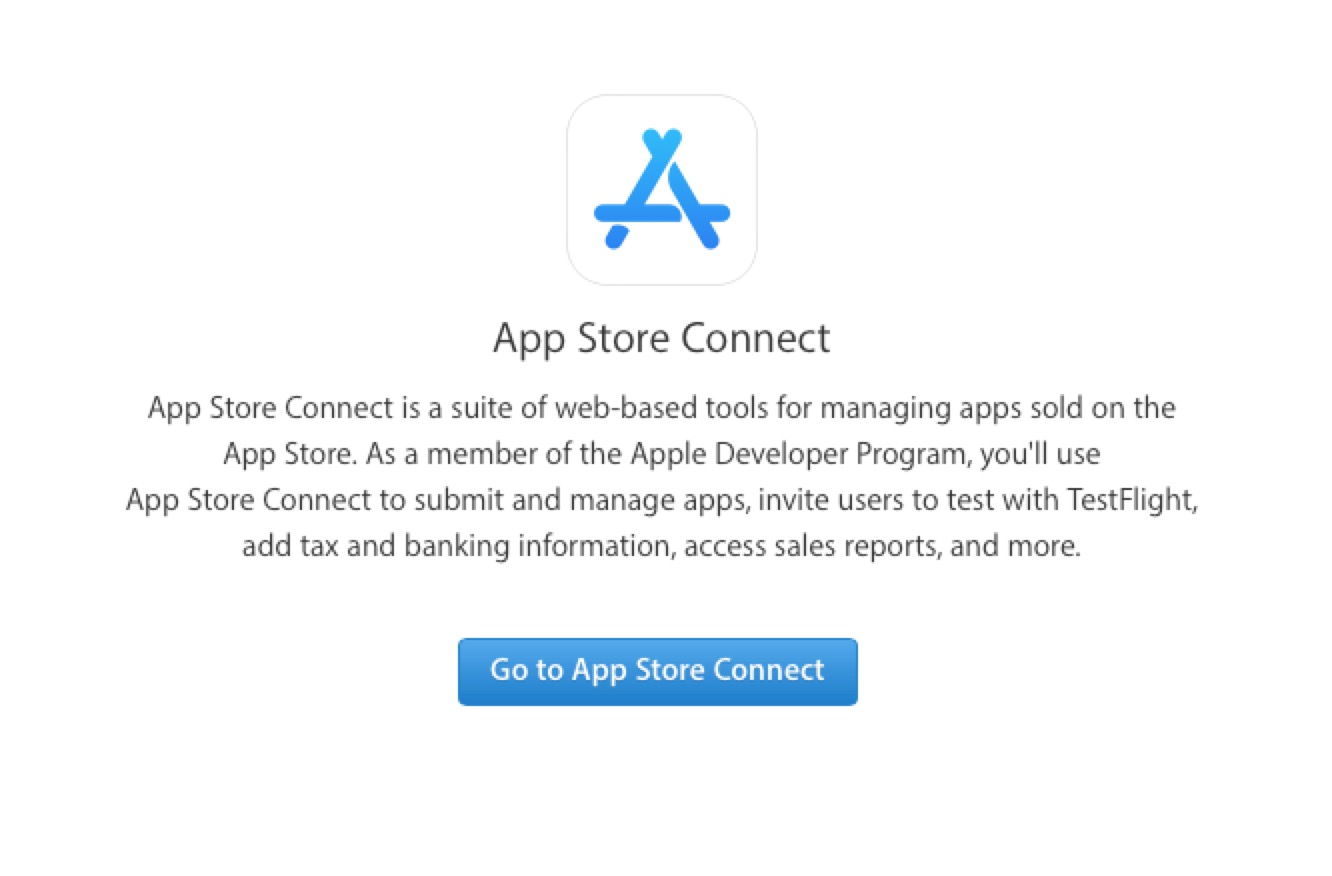 App Store Connect
App Store Connect is a suite of web-based tools for managing apps sold on the
App Store. As a member of the Apple Developer Program, you'll use
App Store Connect to submit and manage apps, invite users to test with TestFlight,
add tax and banking information, access sales reports, and more.
Go to App Store Connect